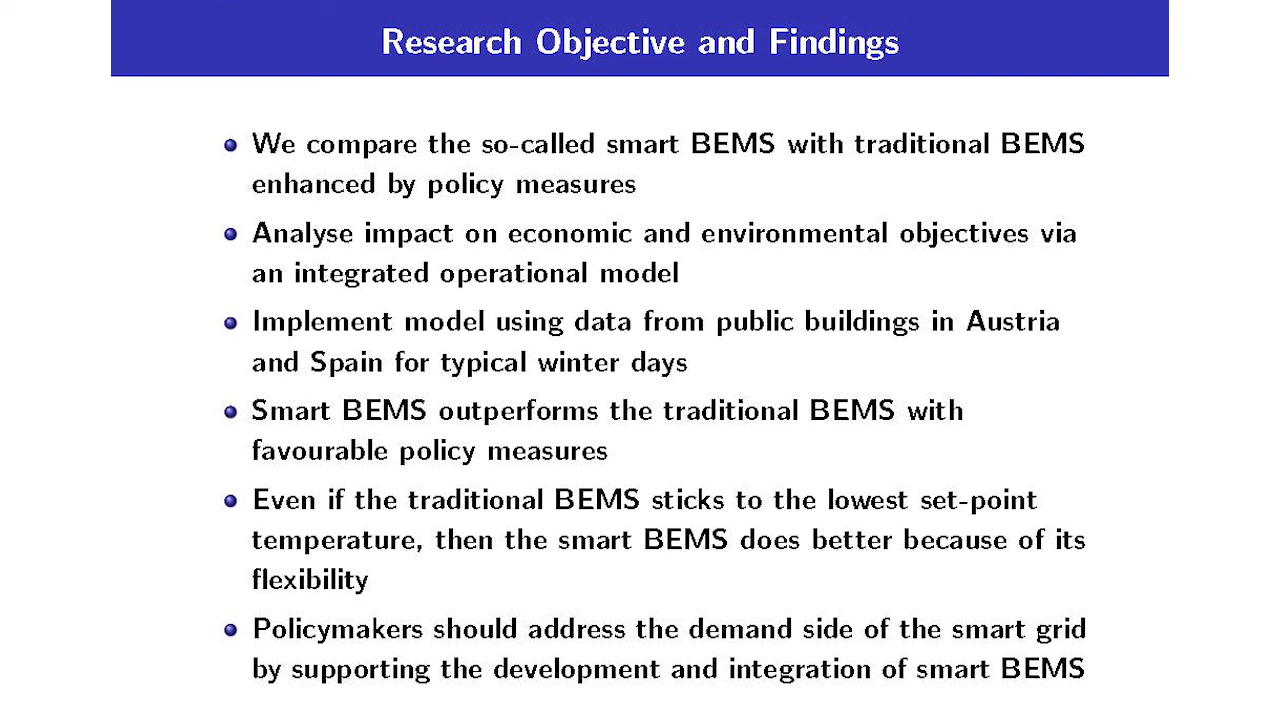 Research Objective and Findings
We compare the so-called smart BEMS with traditional BEMS
enhanced by policy measures
Analyse impact on economic and environmental objectives via
an integrated operational model
Implement model using data from public buildings in Austria
and Spain for typical winter days
Smart BEMS outperforms the traditional BEMS with
favourable policy measures
Even if the traditional BEMS sticks to the lowest set-point
temperature, then the smart BEMS does better because of its
flexibility
Policymakers should address the demand side of the smart grid
by supporting the development and integration of smart BEMS